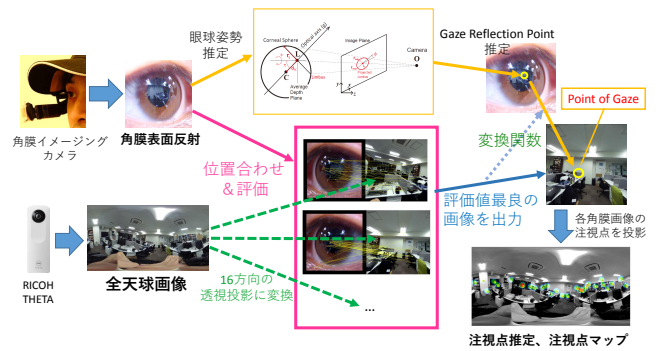 眼球姿勢
推定
Corneal Sphere
Optical axis (g)
L
C
Limbus
Average
Depth
Plane
Image Plane
Projected
Limbus
Camera
O
Gaze Reflection Point
推定
Point of Gaze
角膜イメージング
カメラ
角膜表面反射
位置合わせ
＆評価
変換関数
評価値最良の
画像を出力
各角膜画像の
注視点を投影
RICOH
THETA
全天球画像
16方向の
透視投影に変換
…
注視点推定、注視点マップ